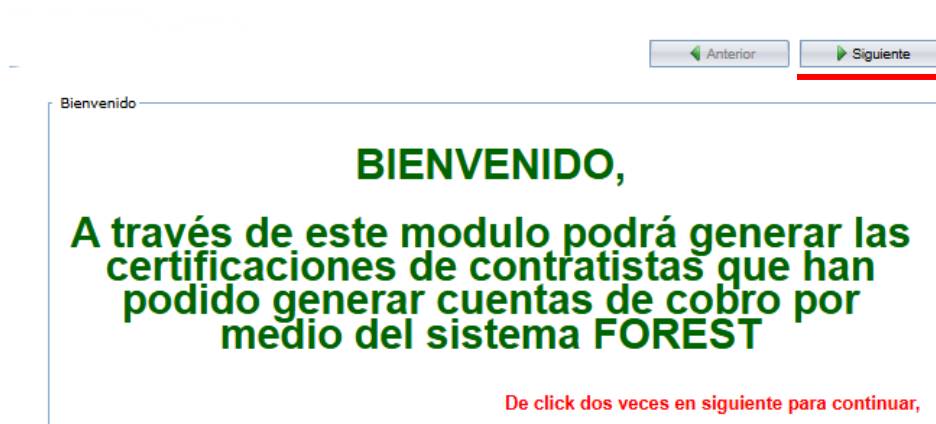 Anterior
Siguiente
Bienvenido
BIENVENIDO,
A través de este modulo podrá generar las
certificaciones de contratistas que han
podido generar cuentas de cobro por
medio del sistema FOREST
De click dos veces en siguiente para continuar,